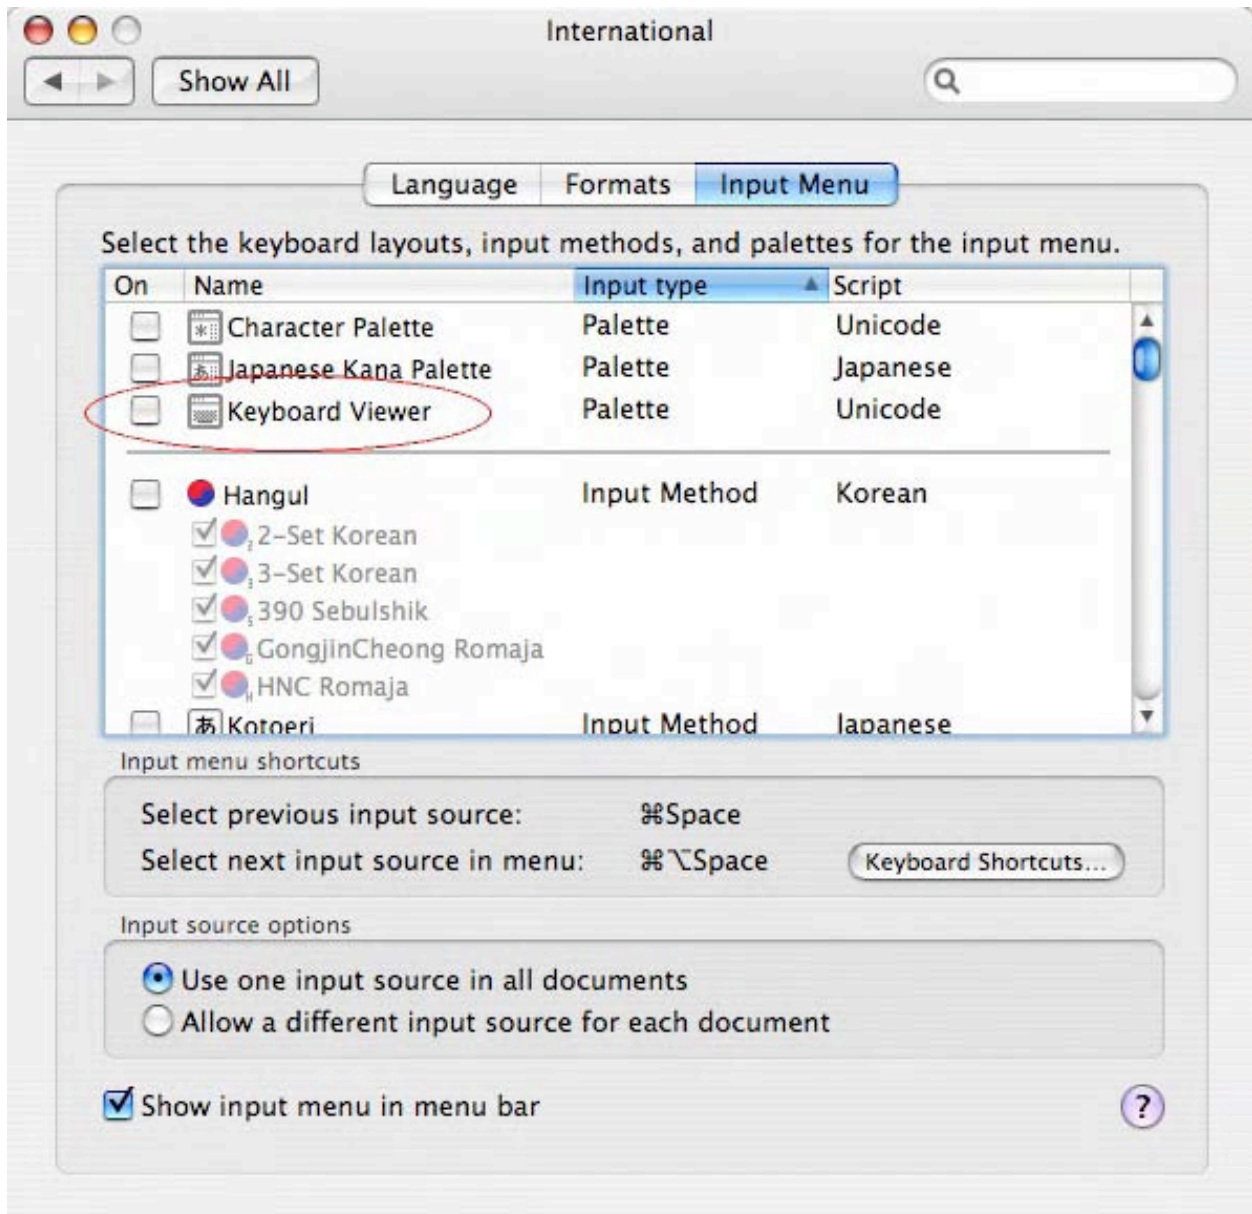 International
Show All
Language Formats Input Menu
Select the keyboard layouts, input methods, and palettes for the input menu.
On Name Input type Script
Character Palette Palette Unicode
あ Japanese Kana Palette Palette Japanese
Keyboard Viewer Palette Unicode
Hangul Input Method Korean
2 2-Set Korean
3 3-Set Korean
5 390 Sebulshik
G GongjinCheong Romaja
H HNC Romaja
あ Kotoeri Input Method Japanese
Input menu shortcuts
Select previous input source: ⌘Space
Select next input source in menu: ⌘⌥Space Keyboard Shortcuts...
Input source options
Use one input source in all documents
Allow a different input source for each document
Show input menu in menu bar ?